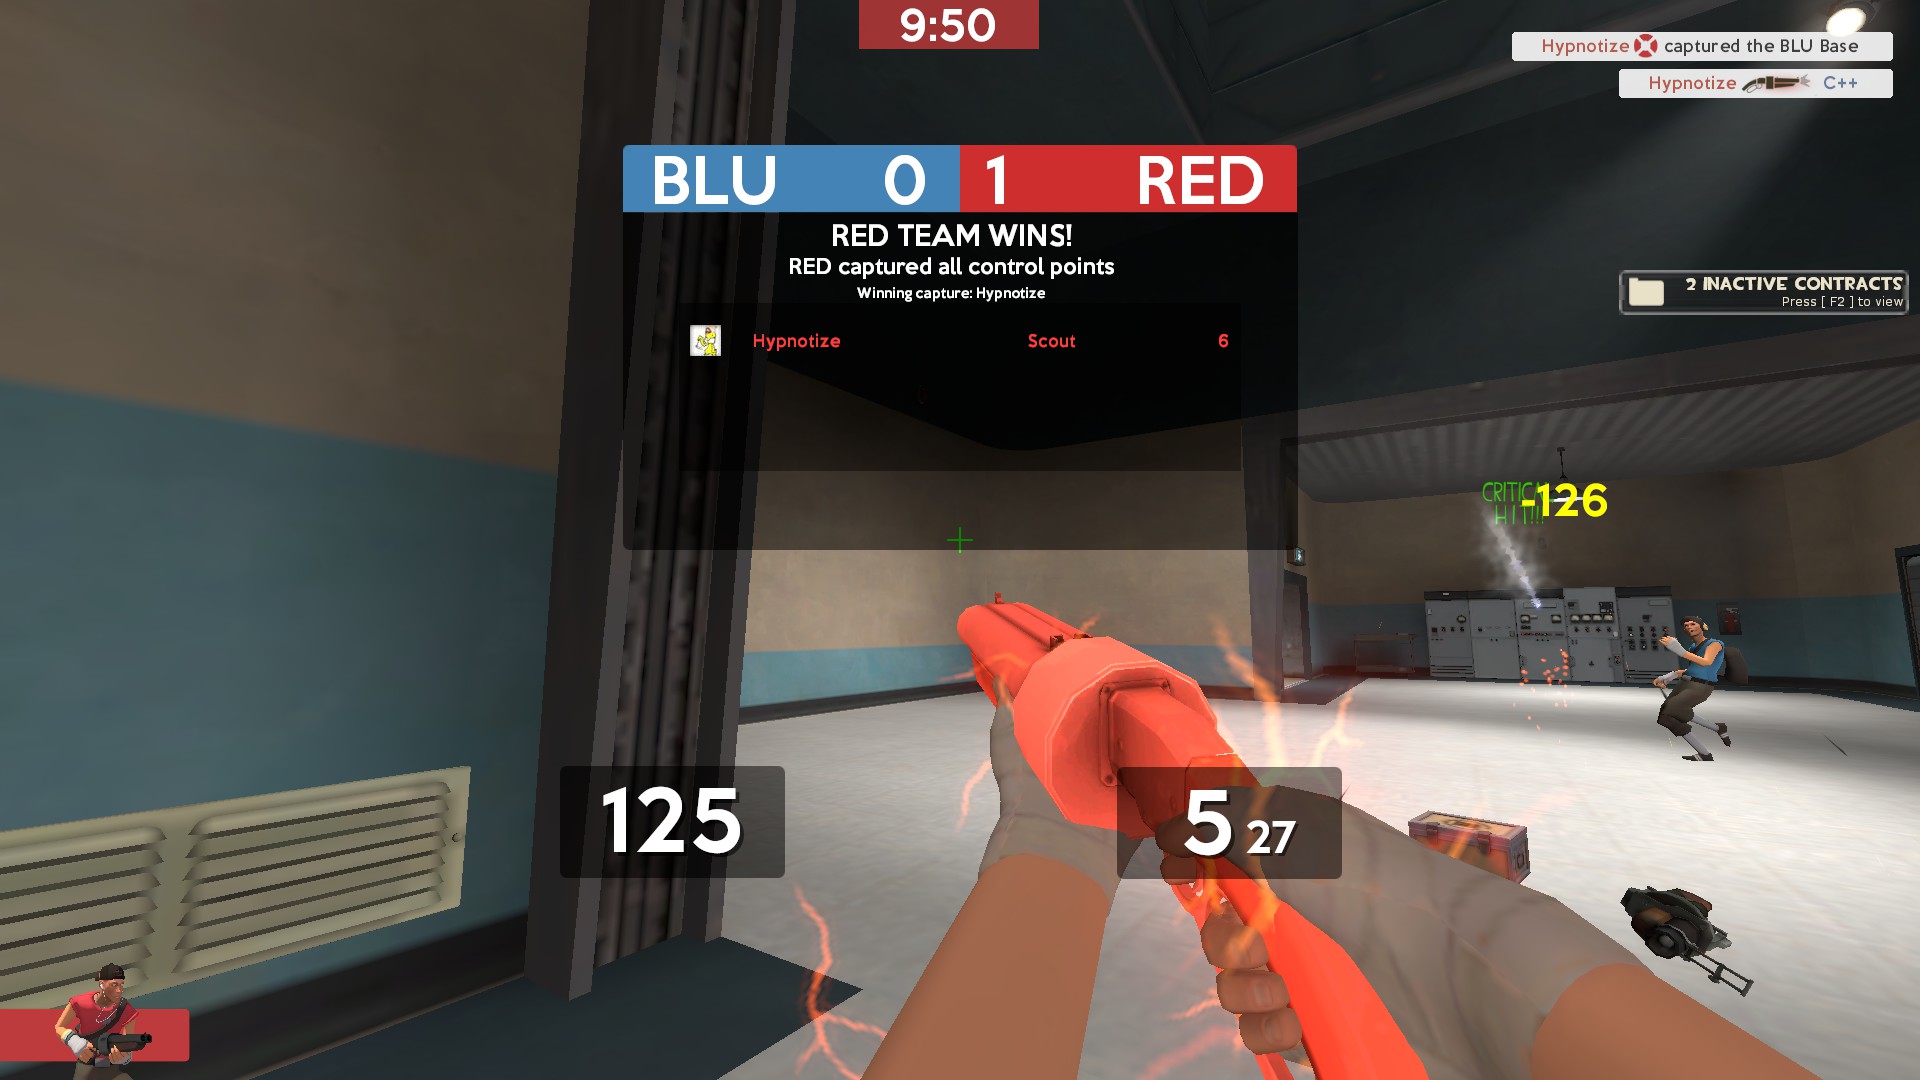 9:50
Hypnotize captured the BLU Base
Hypnotize C++
BLU 0 1 RED
RED TEAM WINS!
RED captured all control points
Winning capture: Hypnotize
2 INACTIVE CONTRACTS
Press [ F2 ] to view
Hypnotize Scout 6
CRITICAL
HIT!!!
-126
125
5 27